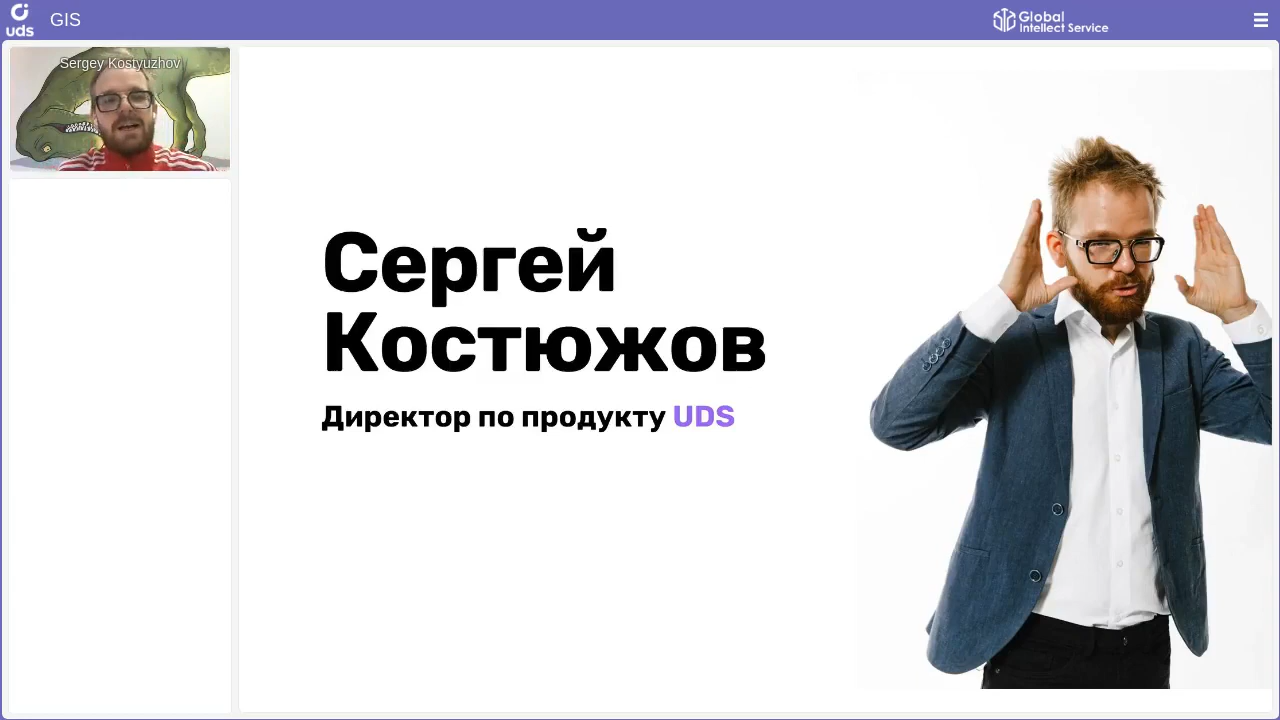 uds
GIS
Global
Intellect Service
Sergey Kostyuzhov
Сергей
Костюжов
Директор по продукту UDS